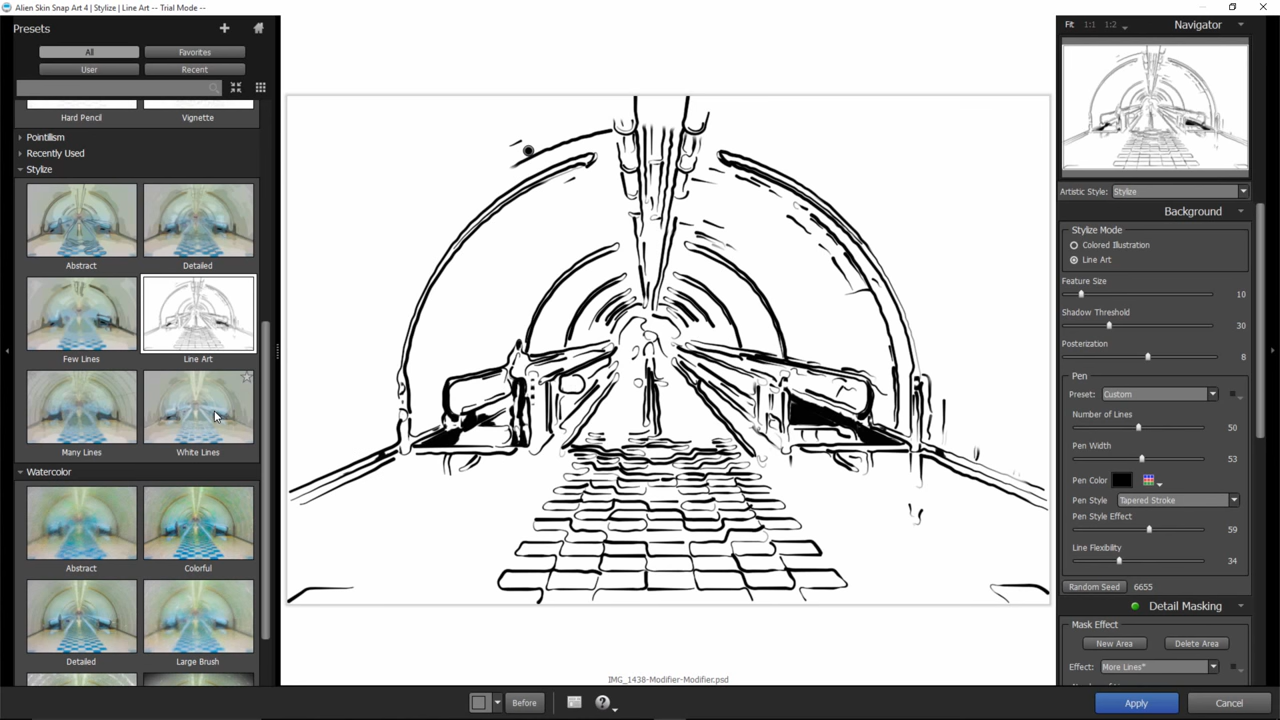 Alien Skin Snap Art 4 | Stylize | Line Art -- Trial Mode --
Presets
All
Favorites
User
Recent
Hard Pencil
Vignette
Pointillism
Recently Used
Stylize
Abstract
Detailed
Few Lines
Line Art
Many Lines
White Lines
Watercolor
Abstract
Colorful
Detailed
Large Brush
IMG_1438-Modifier-Modifier.psd
Before
?
Fit 1:1 1:2
Navigator
Artistic Style: Stylize
Background
Stylize Mode
Colored Illustration
Line Art
Feature Size
10
Shadow Threshold
30
Posterization
8
Pen
Preset: Custom
Number of Lines
50
Pen Width
53
Pen Color
Pen Style Tapered Stroke
Pen Style Effect
59
Line Flexibility
34
Random Seed 6655
Detail Masking
Mask Effect
New Area
Delete Area
Effect: More Lines*
Apply
Cancel